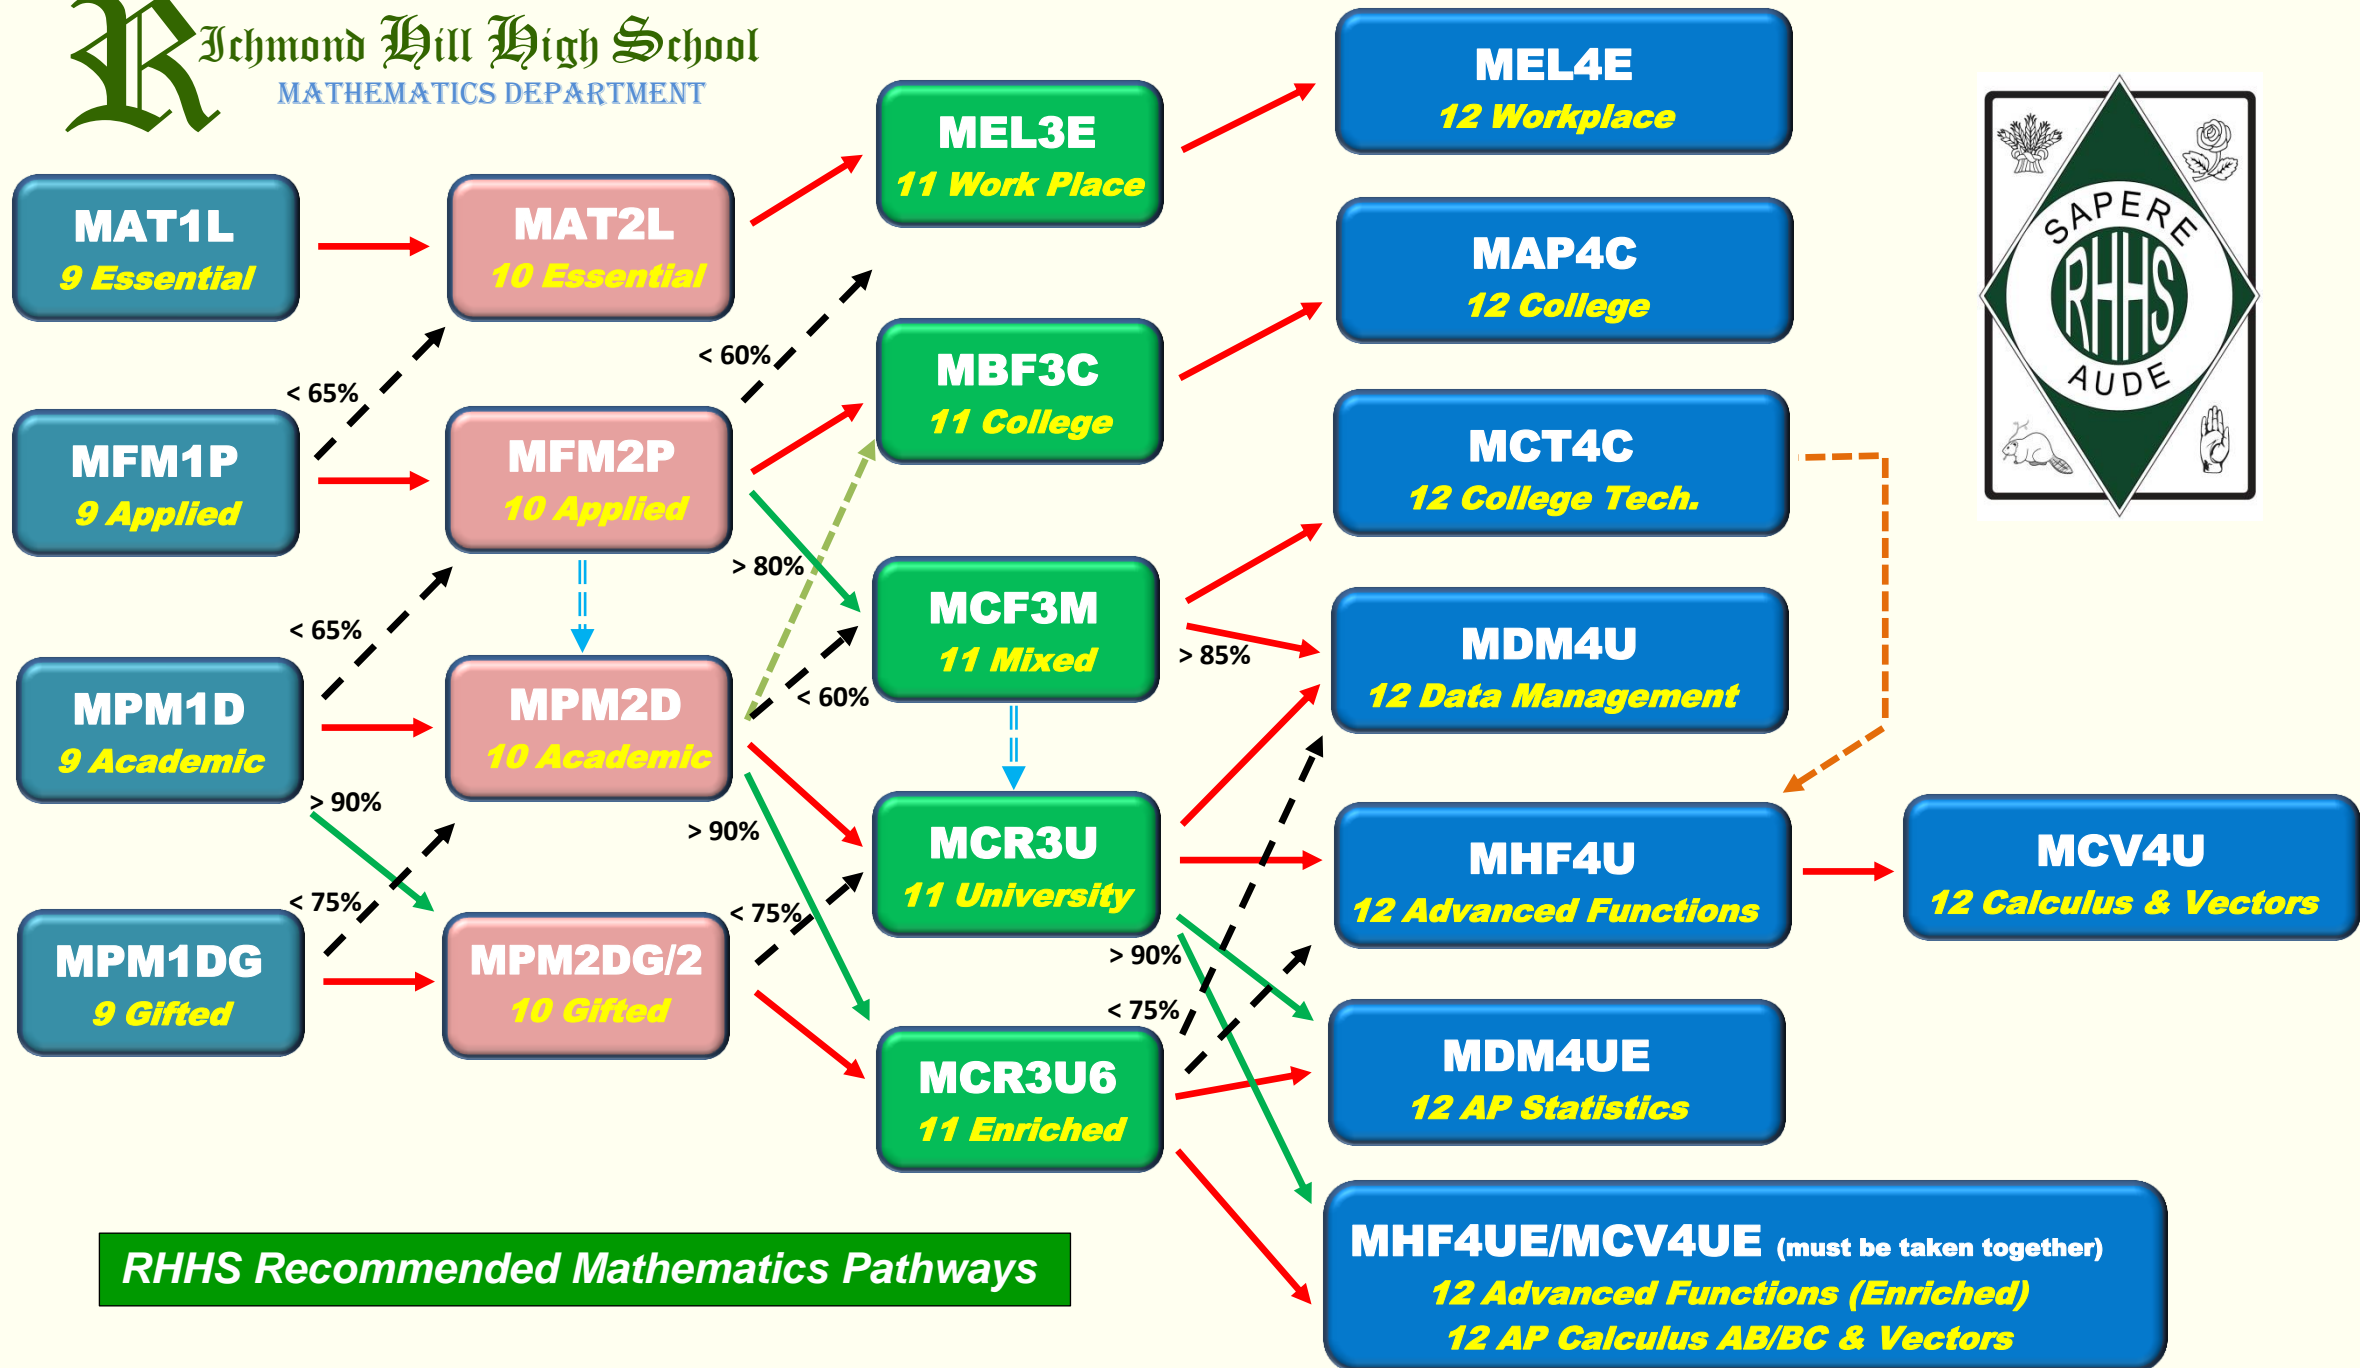 Richmond Hill High School
MATHEMATICS DEPARTMENT
MAT1L
9 Essential
MFM1P
9 Applied
MPM1D
9 Academic
MPM1DG
9 Gifted
< 65%
< 65%
> 90%
< 75%
MAT2L
10 Essential
MFM2P
10 Applied
MPM2D
10 Academic
MPM2DG/2
10 Gifted
< 60%
> 80%
< 60%
> 90%
< 75%
MEL3E
11 Work Place
MBF3C
11 College
MCF3M
11 Mixed
MCR3U
11 University
MCR3U6
11 Enriched
> 85%
> 90%
< 75%
MEL4E
12 Workplace
MAP4C
12 College
MCT4C
12 College Tech.
MDM4U
12 Data Management
MHF4U
12 Advanced Functions
MCV4U
12 Calculus & Vectors
MDM4UE
12 AP Statistics
MHF4UE/MCV4UE (must be taken together)
12 Advanced Functions (Enriched)
12 AP Calculus AB/BC & Vectors
SAPERE
RHHS
AUDE
RHHS Recommended Mathematics Pathways